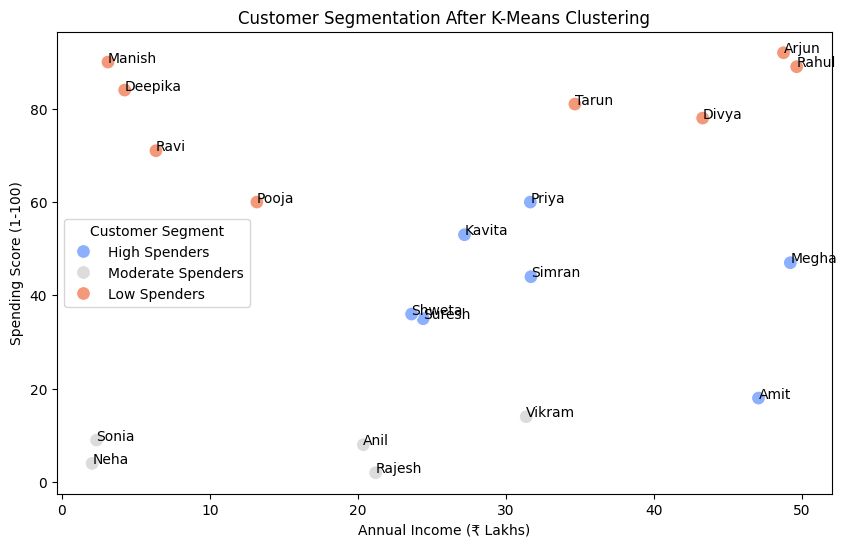 Customer Segmentation After K-Means Clustering
Manish
Deepika
Ravi
Pooja
Arjun
Rahul
Tarun
Divya
Priya
Kavita
Megha
Simran
Shweta
Suresh
Amit
Vikram
Sonia
Neha
Anil
Rajesh
Customer Segment
High Spenders
Moderate Spenders
Low Spenders
Spending Score (1-100)
80
60
40
20
0
0 10 20 30 40 50
Annual Income (₹ Lakhs)